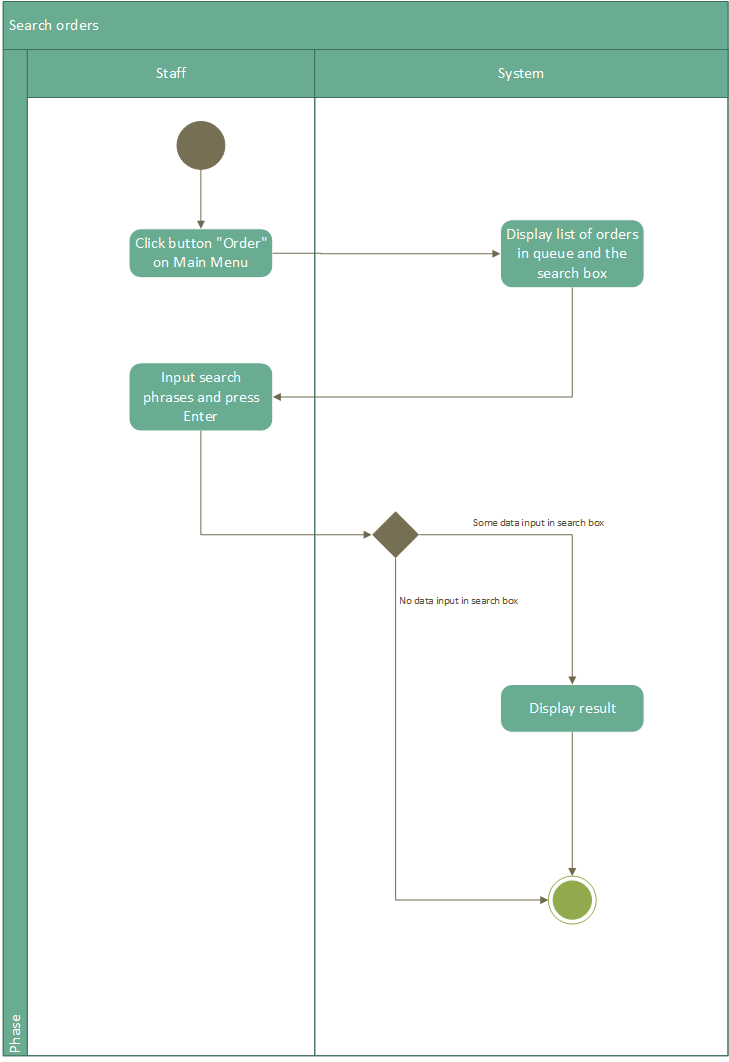 Search orders
Staff
System
Click button "Order"
on Main Menu
Display list of orders
in queue and the
search box
Input search
phrases and press
Enter
Some data input in search box
No data input in search box
Display result
Phase